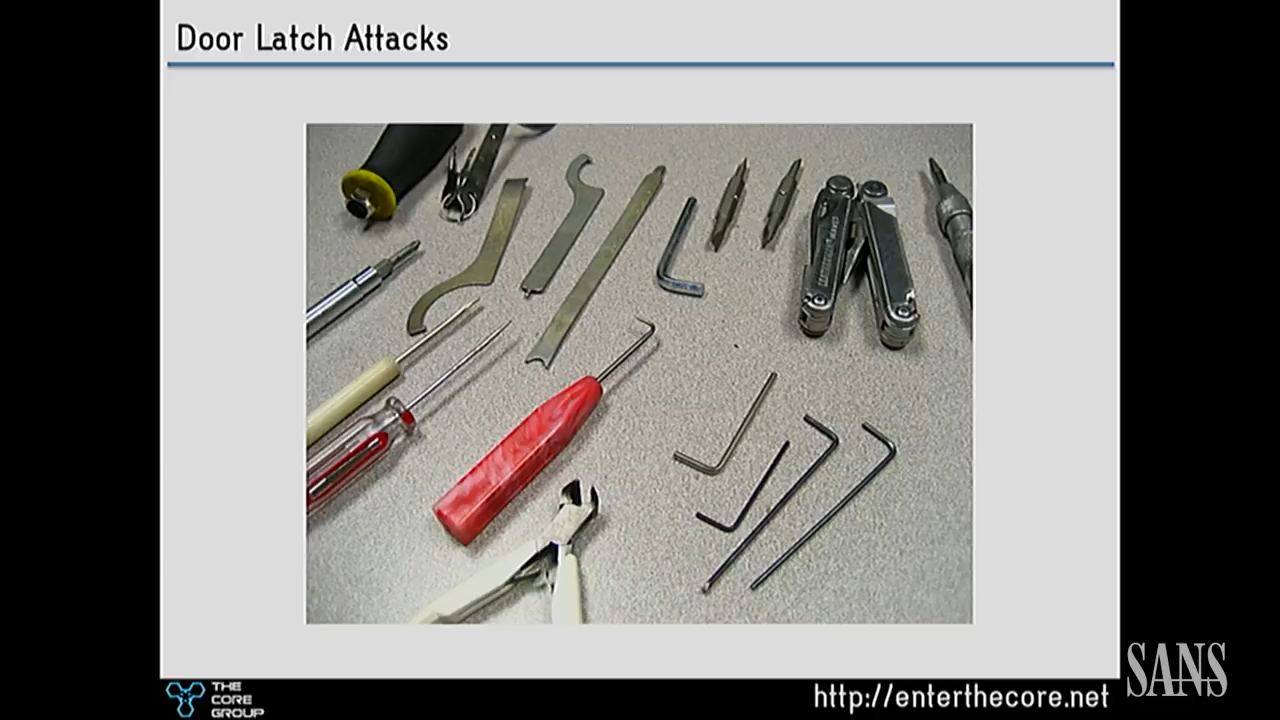 Door Latch Attacks
THE
CORE
GROUP
http://enterthecore.net
SANS